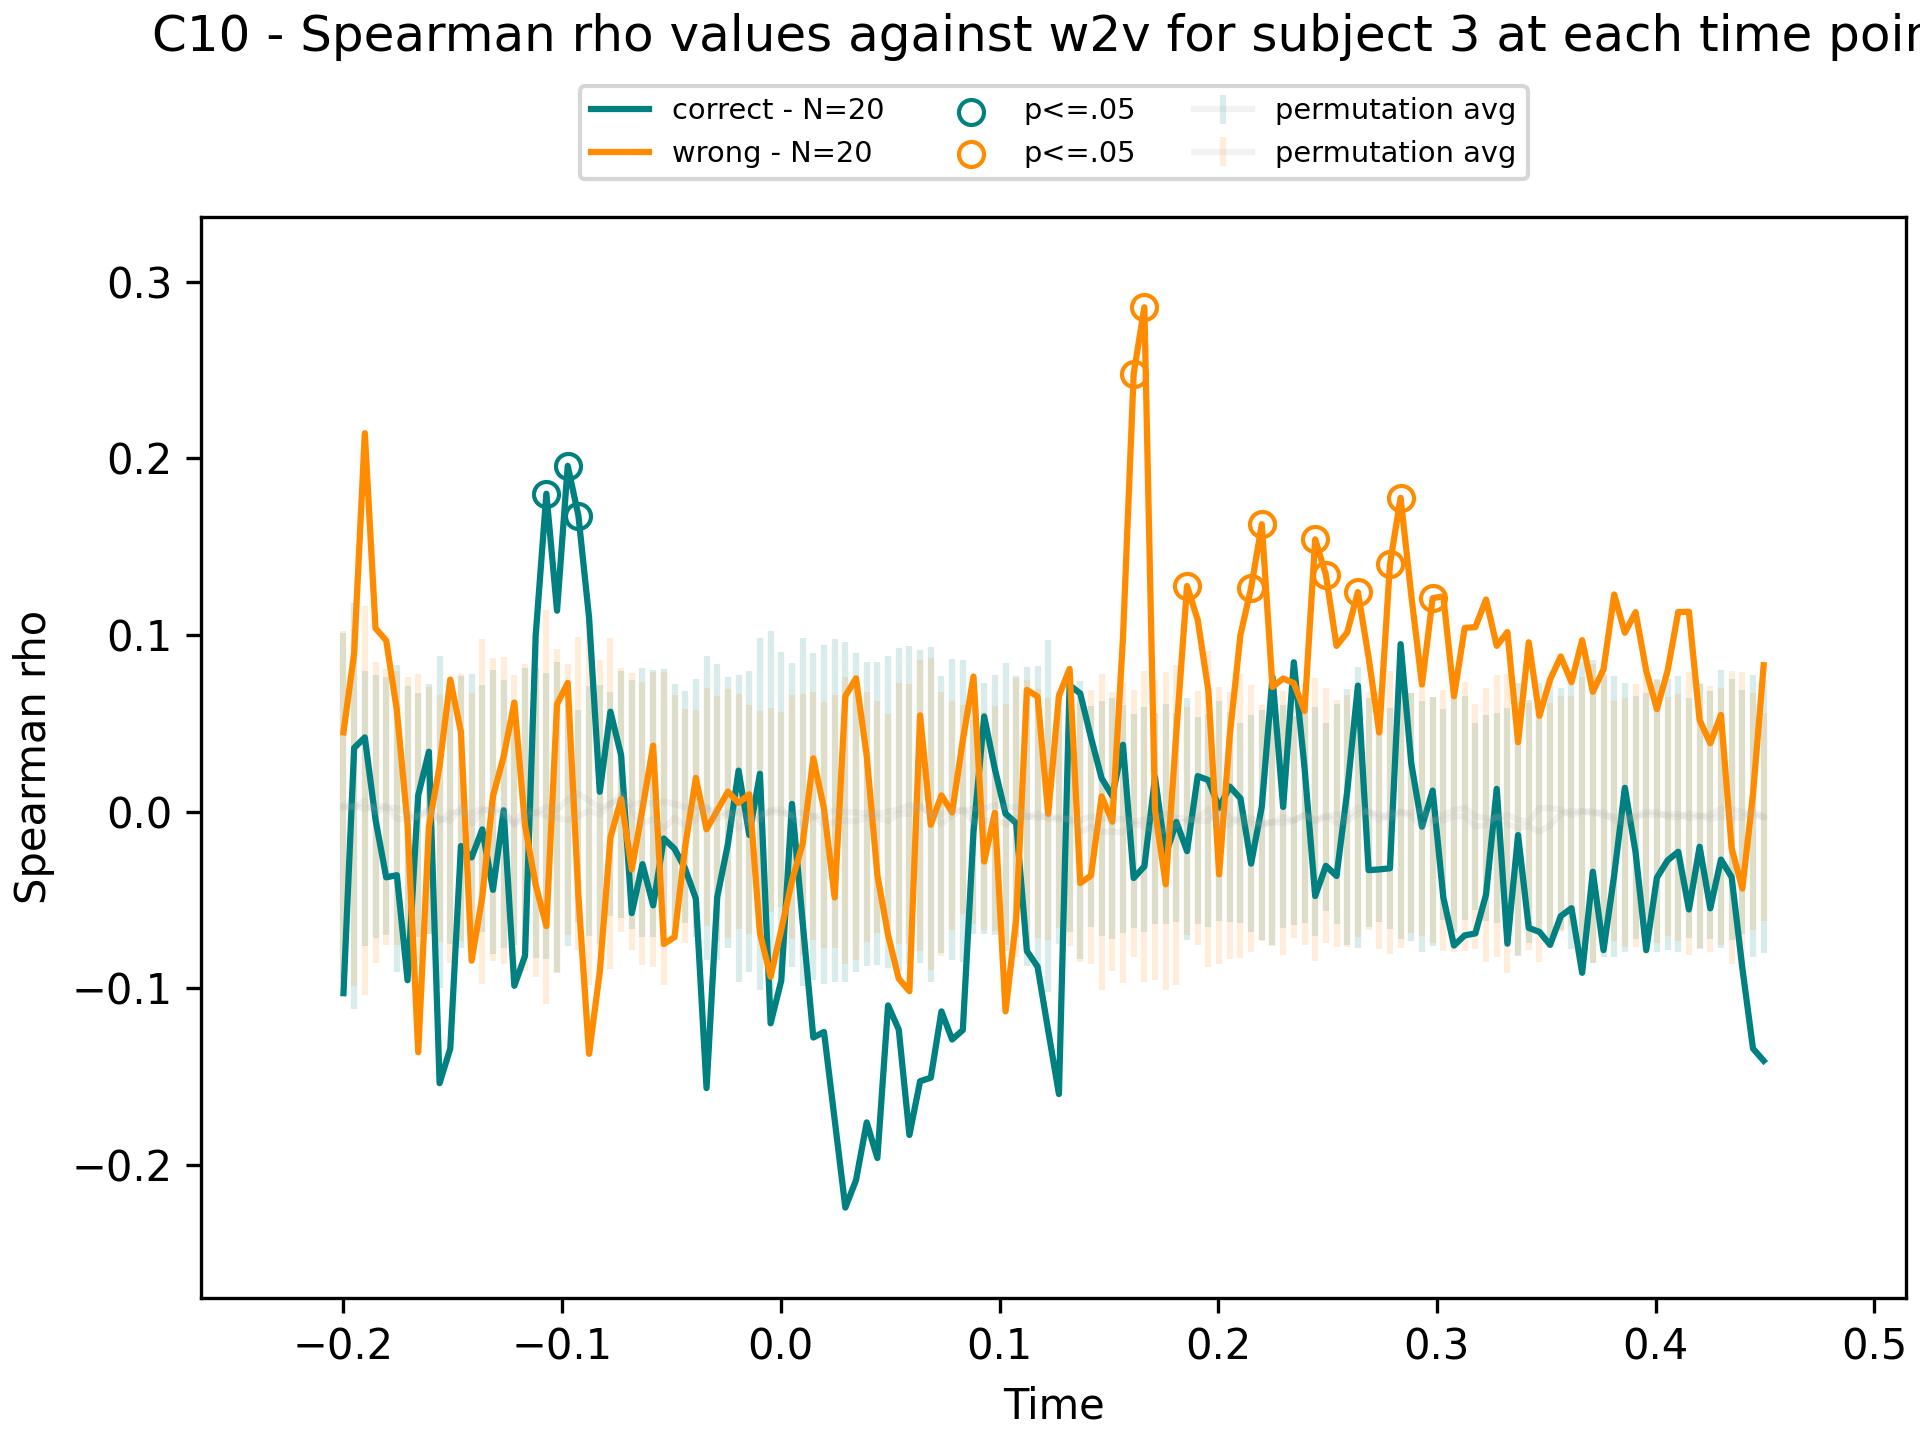 C10 - Spearman rho values against w2v for subject 3 at each time
correct - N=20
wrong - N=20
p<=.05
p<=.05
permutation avg
permutation avg
0.3
0.2
0.1
0.0
−0.1
−0.2
Spearman rho
−0.2
−0.1
0.0
0.1
0.2
0.3
0.4
0.5
Time